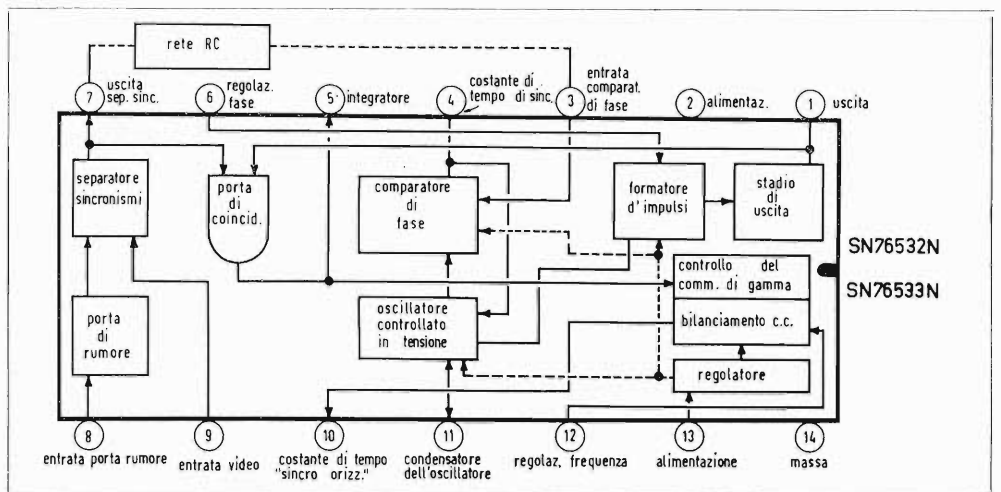 rete RC
7
uscita
sep. sinc.
6
regolaz.
fase
5
integratore
4
costante di
tempo di sinc.
3
entrata
comparat.
di fase
2
alimentaz.
1
uscita
separatore
sincronismi
porta
di
coincid.
comparatore
di
fase
formatore
d'impulsi
stadio
di
uscita
SN76532N
SN76533N
controllo del
comm. di gamma
bilanciamento c.c.
regolatore
porta
di
rumore
oscillatore
controllato
in
tensione
8
entrata porta rumore
9
entrata video
10
costante di tempo
"sincro orizz."
11
condensatore
dell'oscillatore
12
regolaz. frequenza
13
alimentazione
14
massa